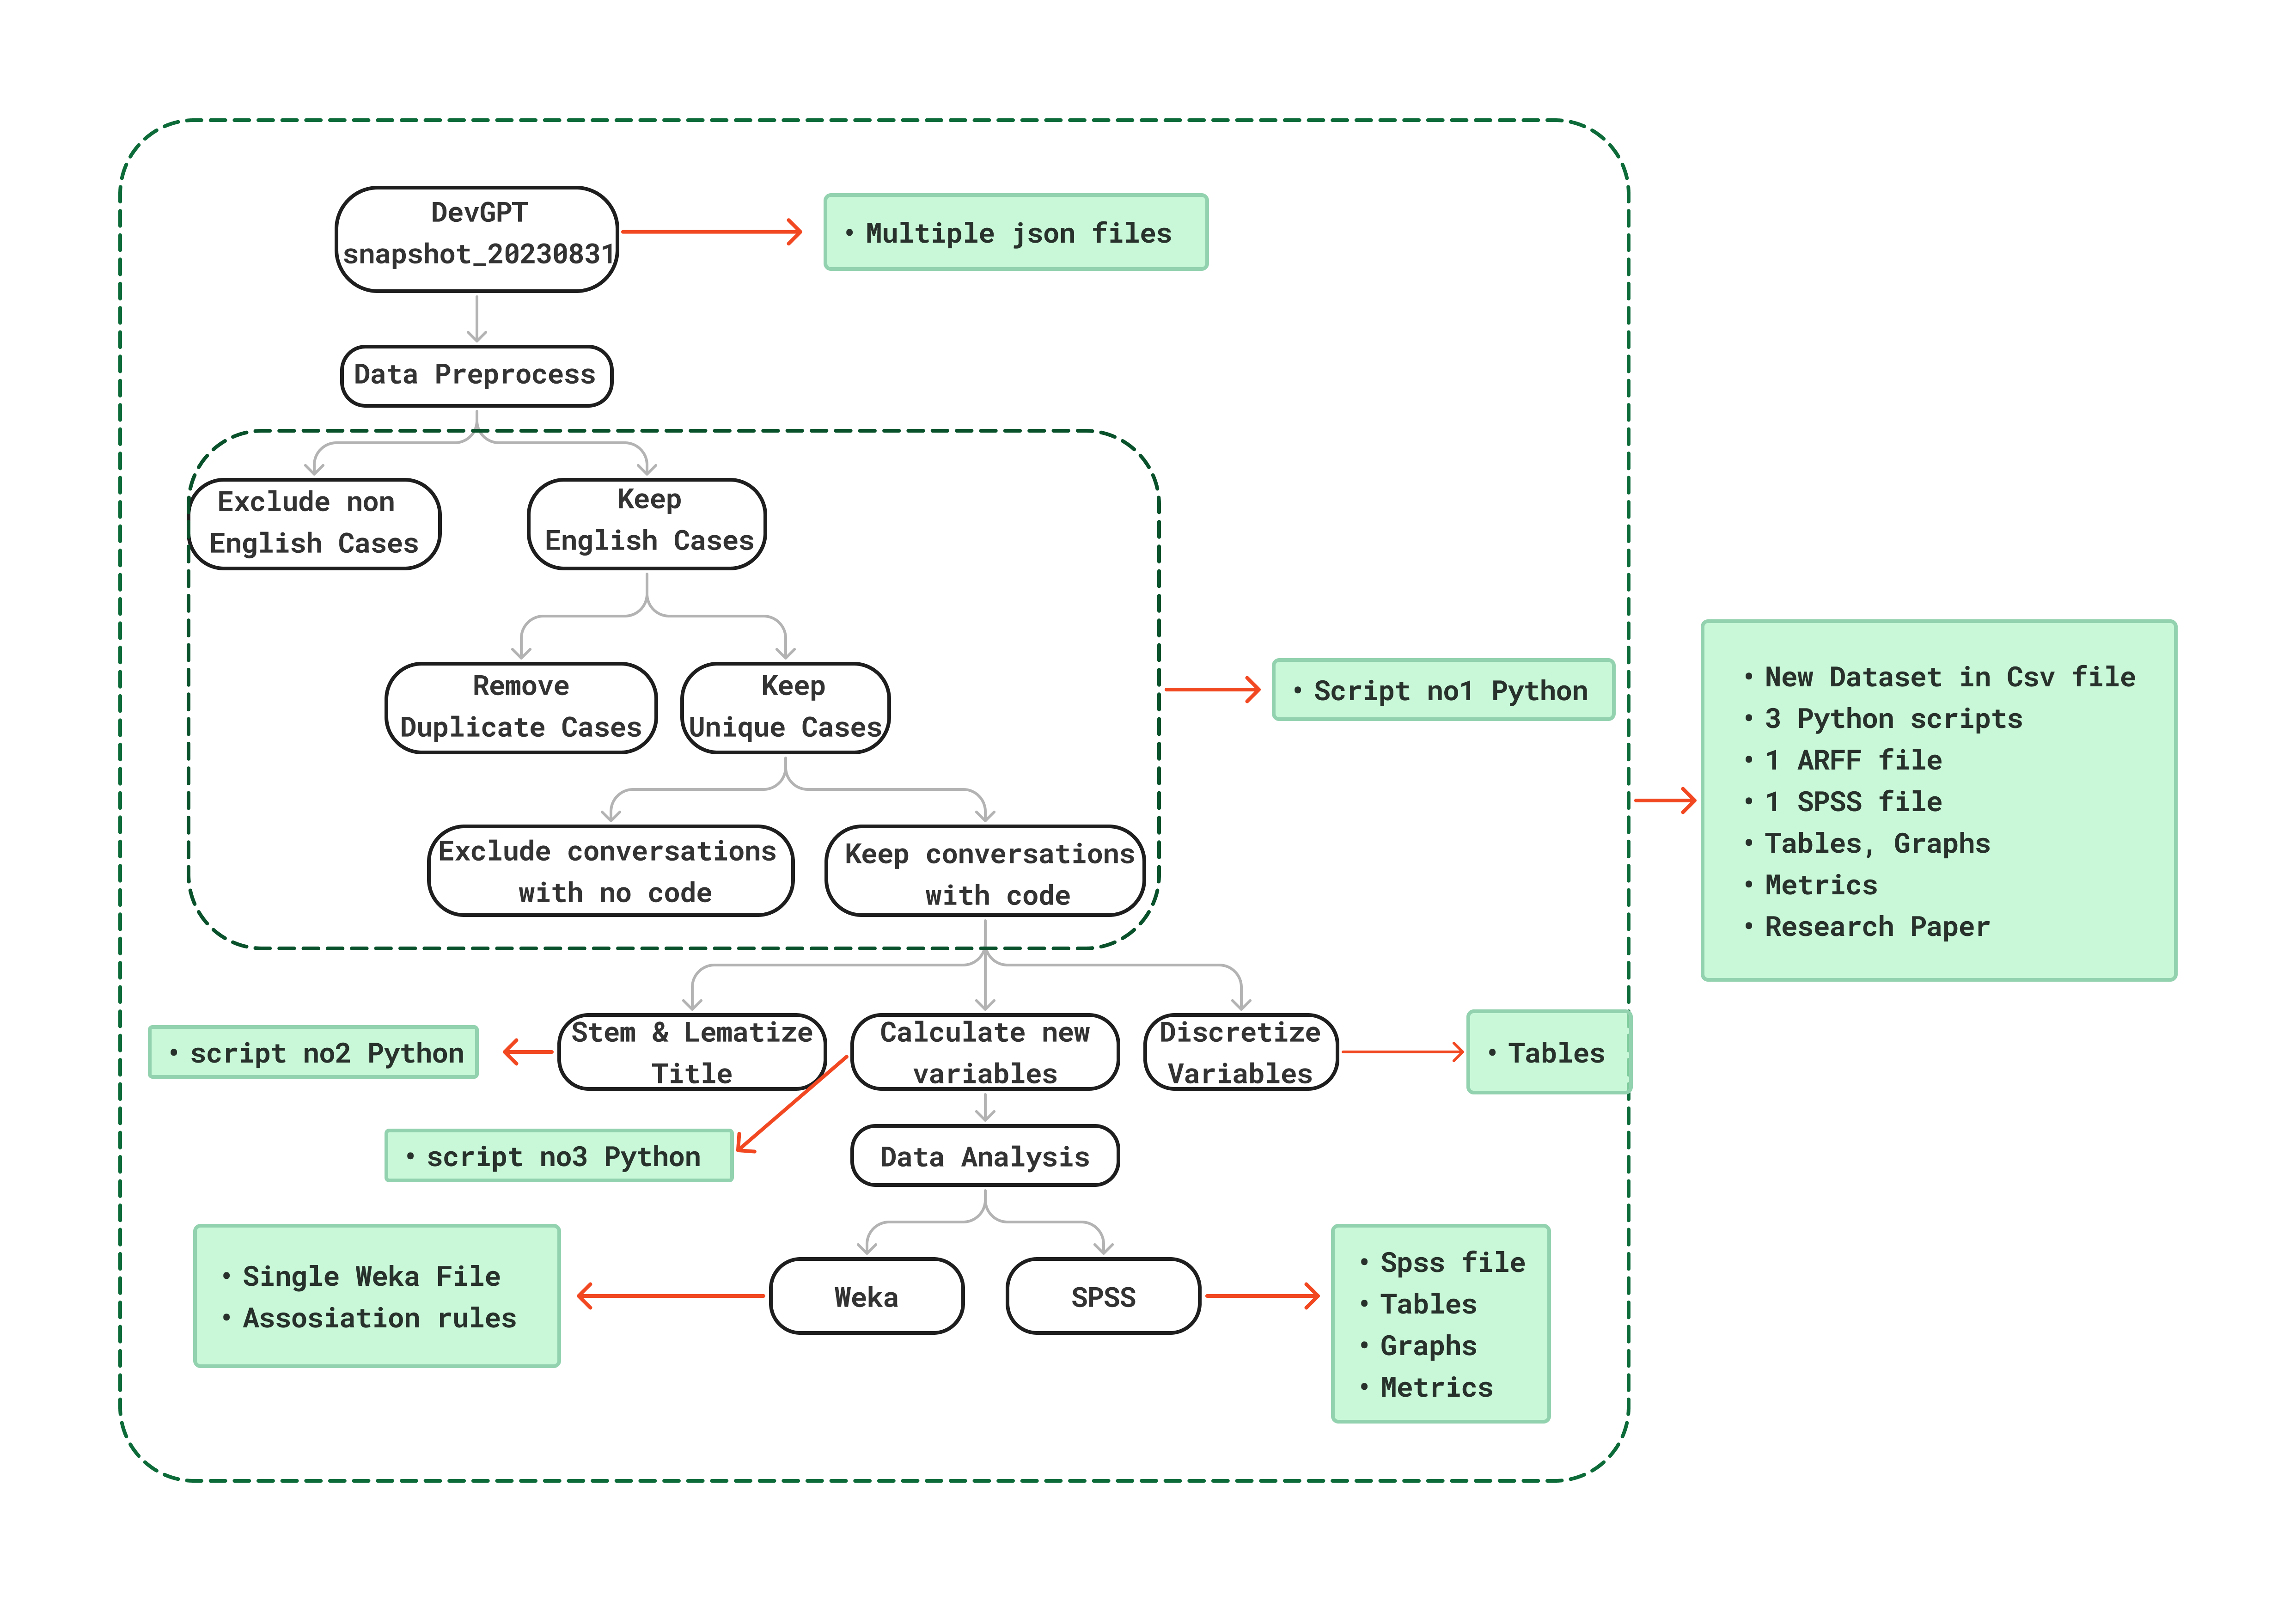 DevGPT
snapshot_20230831
• Multiple json files
Data Preprocess
Exclude non
English Cases
Keep
English Cases
Remove
Duplicate Cases
Keep
Unique Cases
• Script no1 Python
• New Dataset in Csv file
• 3 Python scripts
• 1 ARFF file
• 1 SPSS file
• Tables, Graphs
• Metrics
• Research Paper
Exclude conversations
with no code
Keep conversations
with code
• script no2 Python
Stem & Lematize
Title
Calculate new
variables
Discretize
Variables
• Tables
• script no3 Python
Data Analysis
• Single Weka File
• Assosiation rules
Weka
SPSS
• Spss file
• Tables
• Graphs
• Metrics